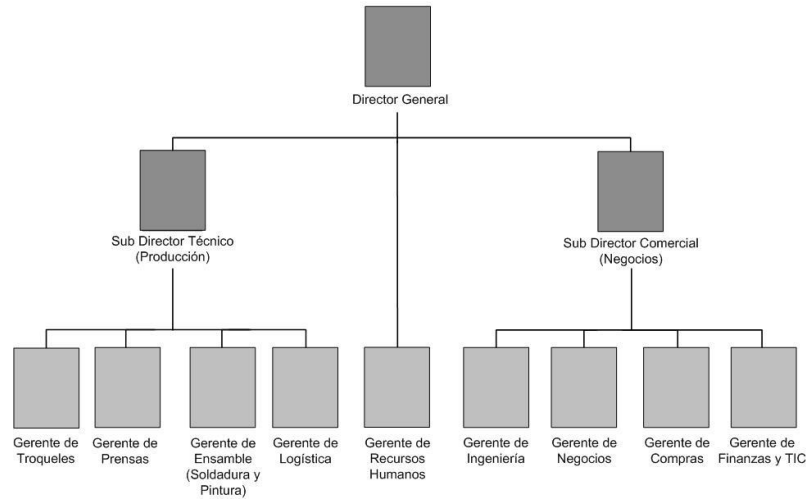 Director General
Sub Director Técnico
(Producción)
Sub Director Comercial
(Negocios)
Gerente de
Troqueles
Gerente de
Prensas
Gerente de
Ensamble
(Soldadura y
Pintura)
Gerente de
Logística
Gerente de
Recursos
Humanos
Gerente de
Ingeniería
Gerente de
Negocios
Gerente de
Compras
Gerente de
Finanzas y TIC